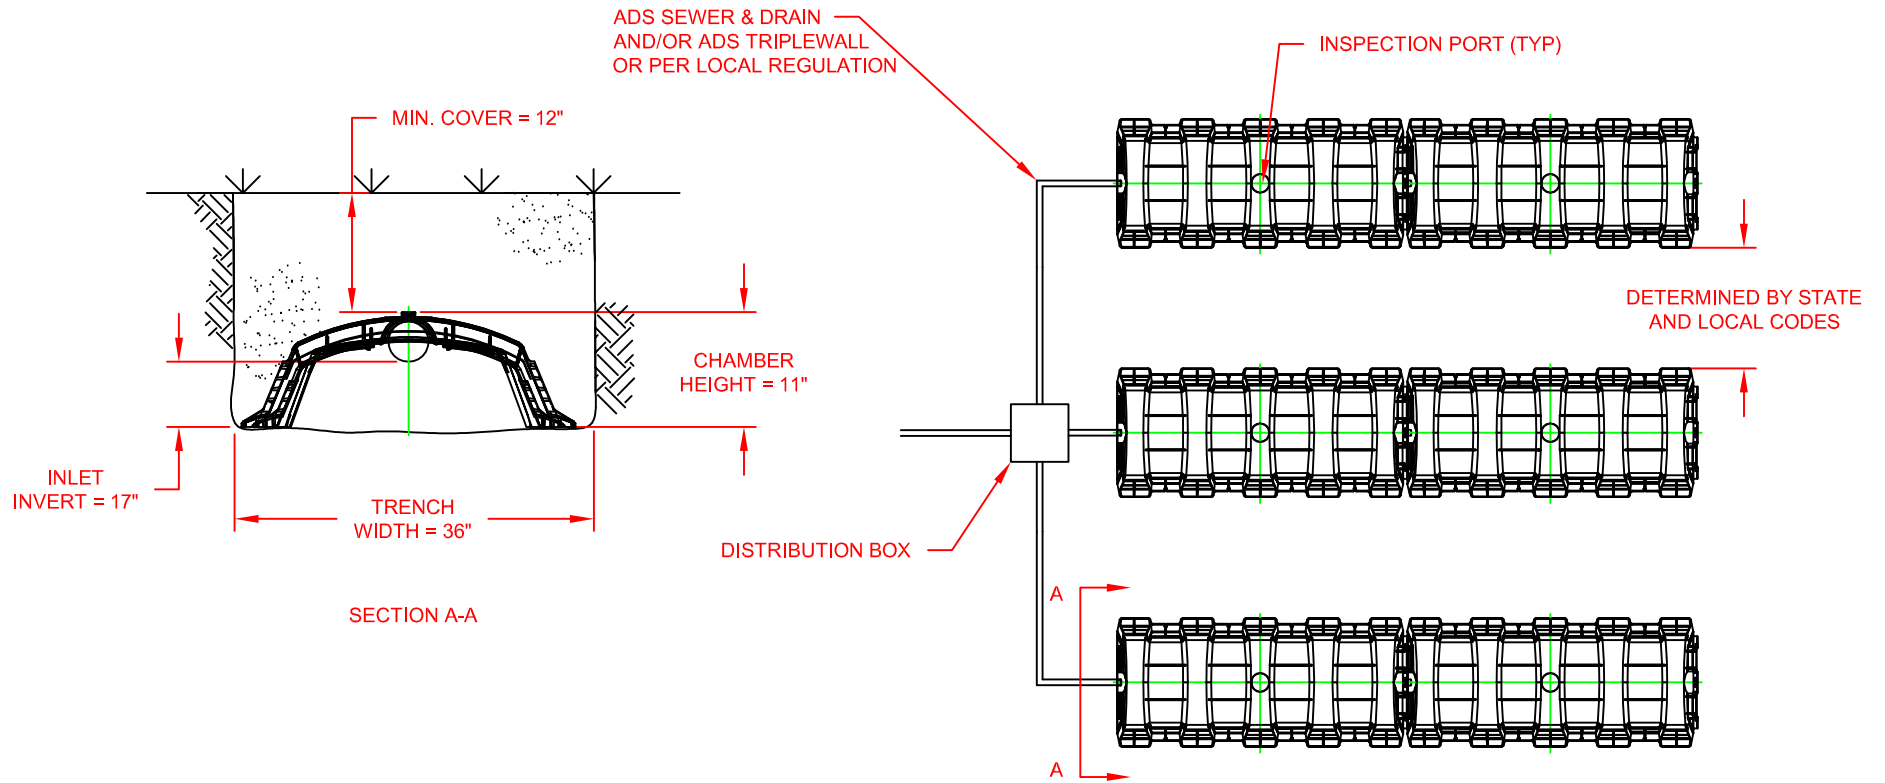 ADS SEWER & DRAIN
AND/OR ADS TRIPLEWALL
OR PER LOCAL REGULATION
INSPECTION PORT (TYP)
MIN. COVER = 12"
DETERMINED BY STATE
AND LOCAL CODES
CHAMBER
HEIGHT = 11"
INLET
INVERT = 17"
TRENCH
WIDTH = 36"
DISTRIBUTION BOX
SECTION A-A
A
A